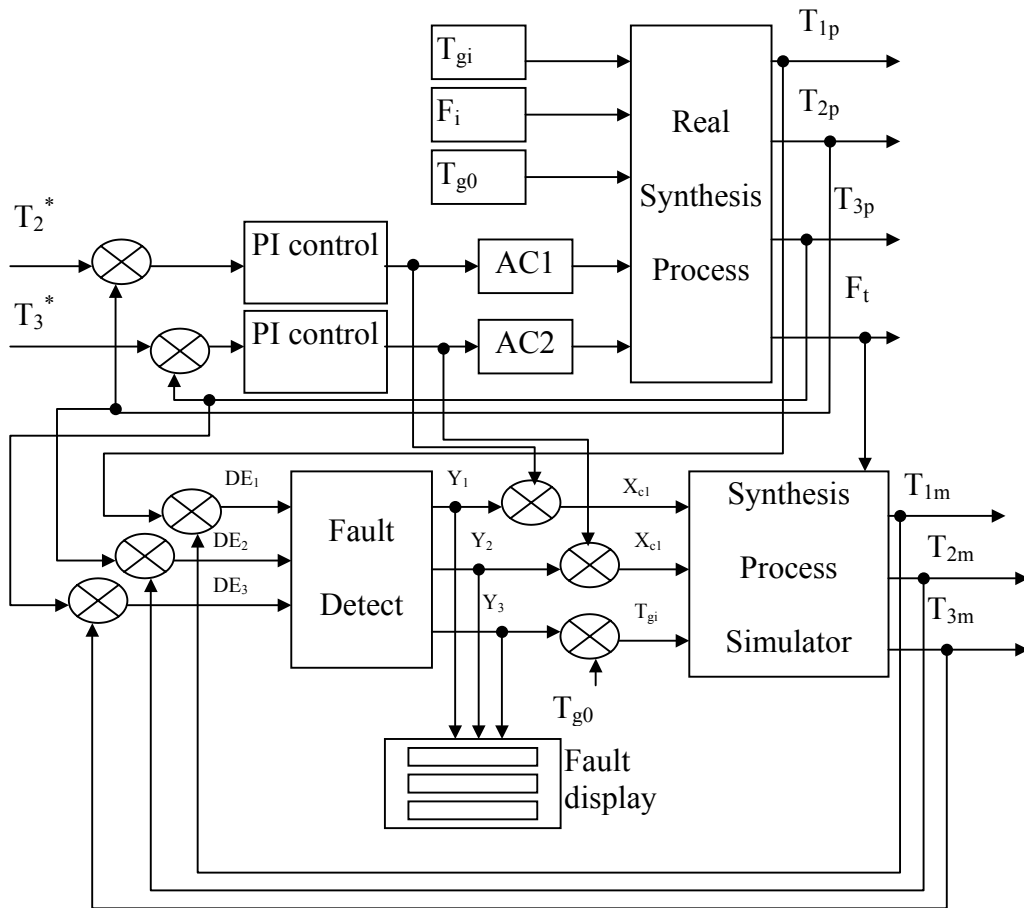 T1p
Tgi
T2p
Fi
Real
Tg0
Synthesis
T3p
T2*
PI control
AC1
Process
Ft
T3*
PI control
AC2
DE1
Y1
Xc1
Synthesis
T1m
Fault
DE2
Y2
Xc1
Process
T2m
DE3
Detect
Y3
Tgi
Simulator
T3m
Tg0
Fault
display